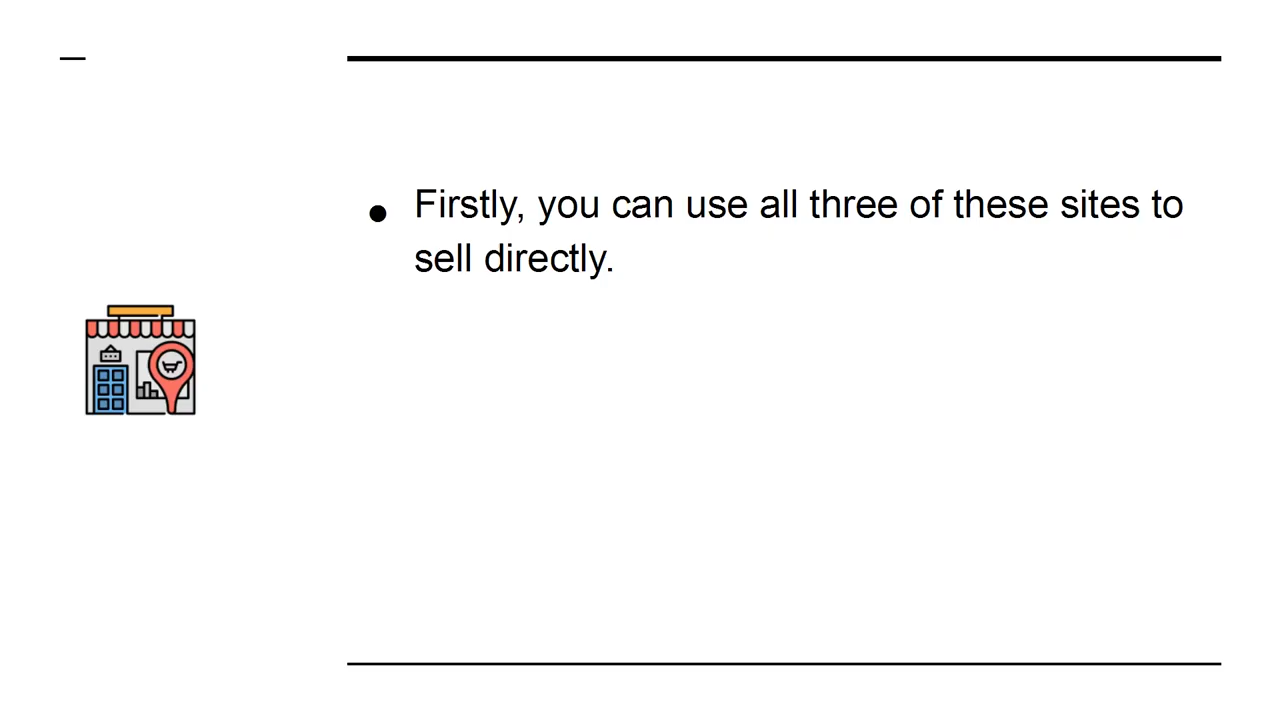 Firstly, you can use all three of these sites to
sell directly.